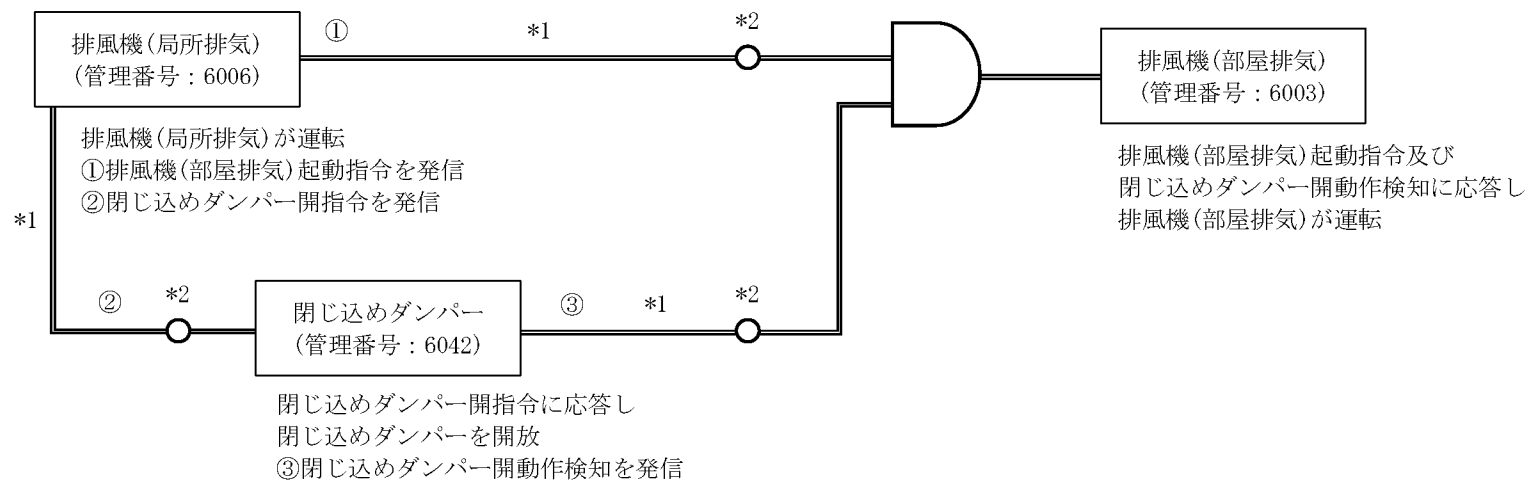 排風機(局所排気)
(管理番号：6006)
①
*1
*2
排風機(部屋排気)
(管理番号：6003)
排風機(局所排気)が運転
①排風機(部屋排気)起動指令を発信
②閉じ込めダンパー開指令を発信
排風機(部屋排気)起動指令及び
閉じ込めダンパー開動作検知に応答し
排風機(部屋排気)が運転
*1
②
*2
閉じ込めダンパー
(管理番号：6042)
③
*1
*2
閉じ込めダンパー開指令に応答し
閉じ込めダンパーを開放
③閉じ込めダンパー開動作検知を発信